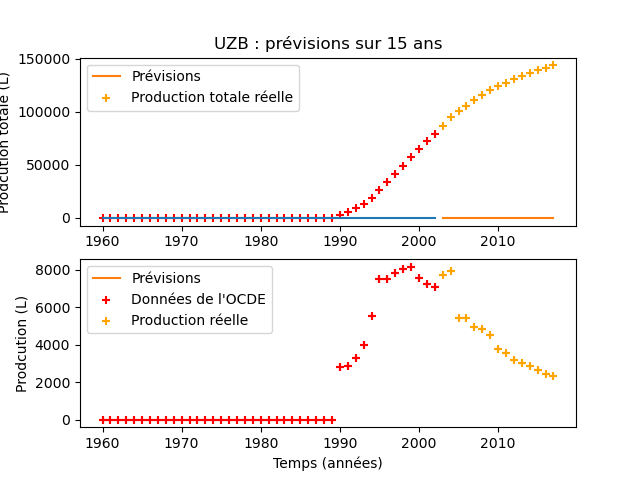 UZB : prévisions sur 15 ans
Prodcution totale (L)
150000
100000
50000
0
Prévisions
Production totale réelle
1960 1970 1980 1990 2000 2010
Prodcution (L)
8000
6000
4000
2000
0
Prévisions
Données de l'OCDE
Production réelle
1960 1970 1980 1990 2000 2010
Temps (années)